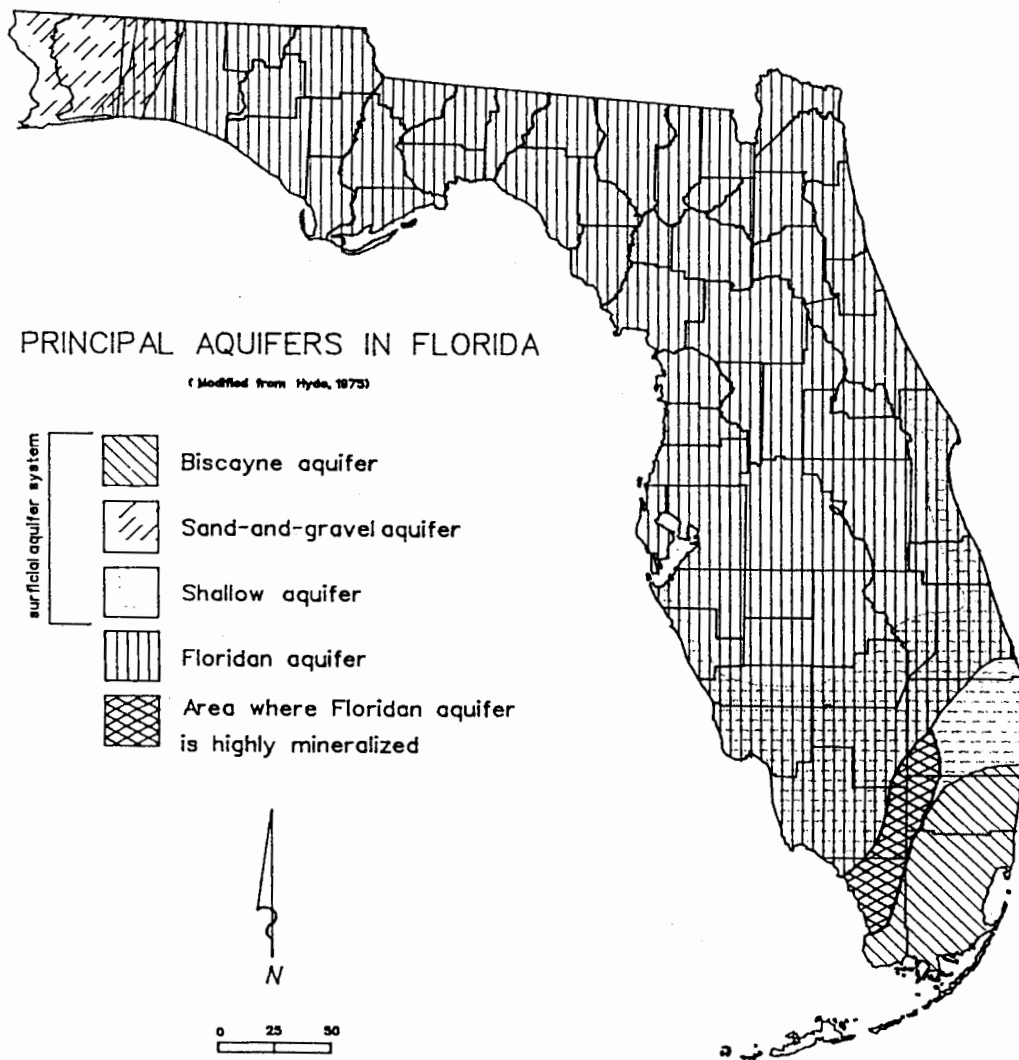 PRINCIPAL AQUIFERS IN FLORIDA
(Modified from Hyde, 1975)
surficial aquifer system
Biscayne aquifer
Sand-and-gravel aquifer
Shallow aquifer
Floridan aquifer
Area where Floridan aquifer
is highly mineralized
N
0 25 50